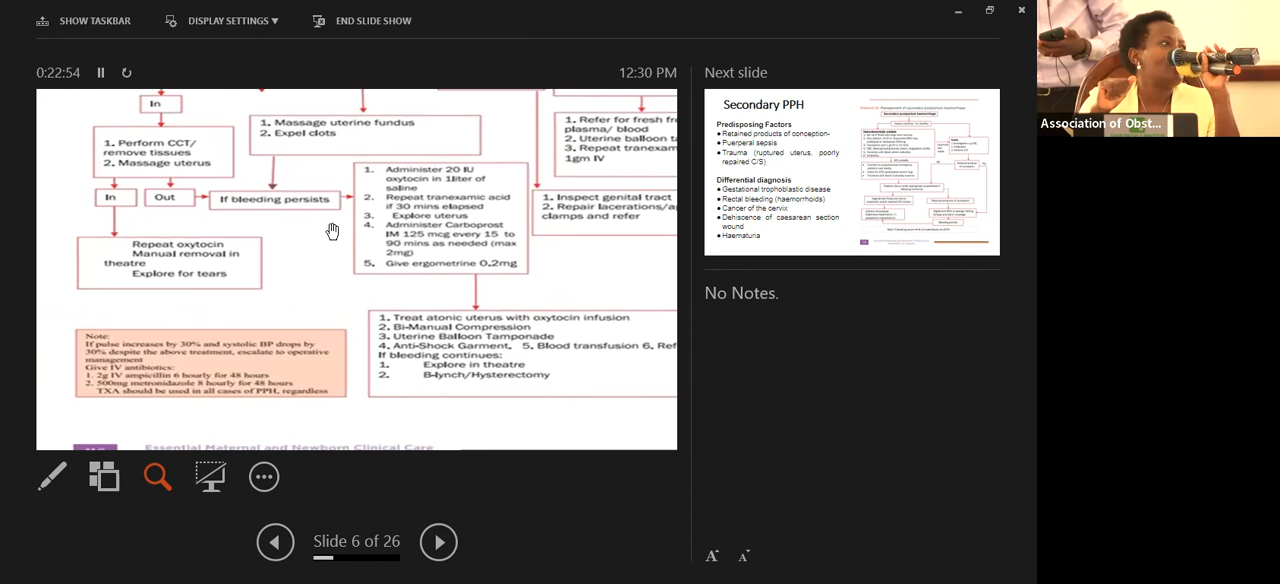 SHOW TASKBAR
DISPLAY SETTINGS ▼
END SLIDE SHOW
0:22:54
12:30 PM
In
1. Perform CCT/
remove tissues
2. Massage uterus
In
Out
Repeat oxytocin
Manual removal in
theatre
Explore for tears
1. Massage uterine fundus
2. Expel clots
If bleeding persists
1. Administer 20 IU
oxytocin in 1liter of
saline
2. Repeat tranexamic acid
if 30 mins elapsed
3. Explore uterus
4. Administer Carboprost
IM 125 mcg every 15 to
90 mins as needed (max
2mg)
5. Give ergometrine 0.2mg
1. Refer for fresh fr
plasma/ blood
2. Uterine balloon ta
3. Repeat tranexam
1gm IV
1. Inspect genital tract
2. Repair lacerations/a
clamps and refer
1. Treat atonic uterus with oxytocin infusion
2. Bi-Manual Compression
3. Uterine Balloon Tamponade
4. Anti-Shock Garment, 5. Blood transfusion 6. Ref
If bleeding continues:
1. Explore in theatre
2. B-lynch/Hysterectomy
Note:
If pulse increases by 30% and systolic BP drops by
30% despite the above treatment, escalate to operative
management
Give IV antibiotics:
1. 2g IV ampicillin 6 hourly for 48 hours
2. 500mg metronidazole 8 hourly for 48 hours
TXA should be used in all cases of PPH, regardless
Essential Maternal and Newborn Clinical Care
Slide 6 of 26
Next slide
Secondary PPH
Predisposing Factors
● Retained products of conception-
● Puerperal sepsis
● Trauma (ruptured uterus, poorly
repaired C/S)
Differential diagnosis
● Gestational trophoblastic disease
● Rectal bleeding (haemorrhoids)
● Cancer of the cervix
● Dehiscence of caesarean section
wound
● Haematuria
No Notes.
A A
Association of Obst...